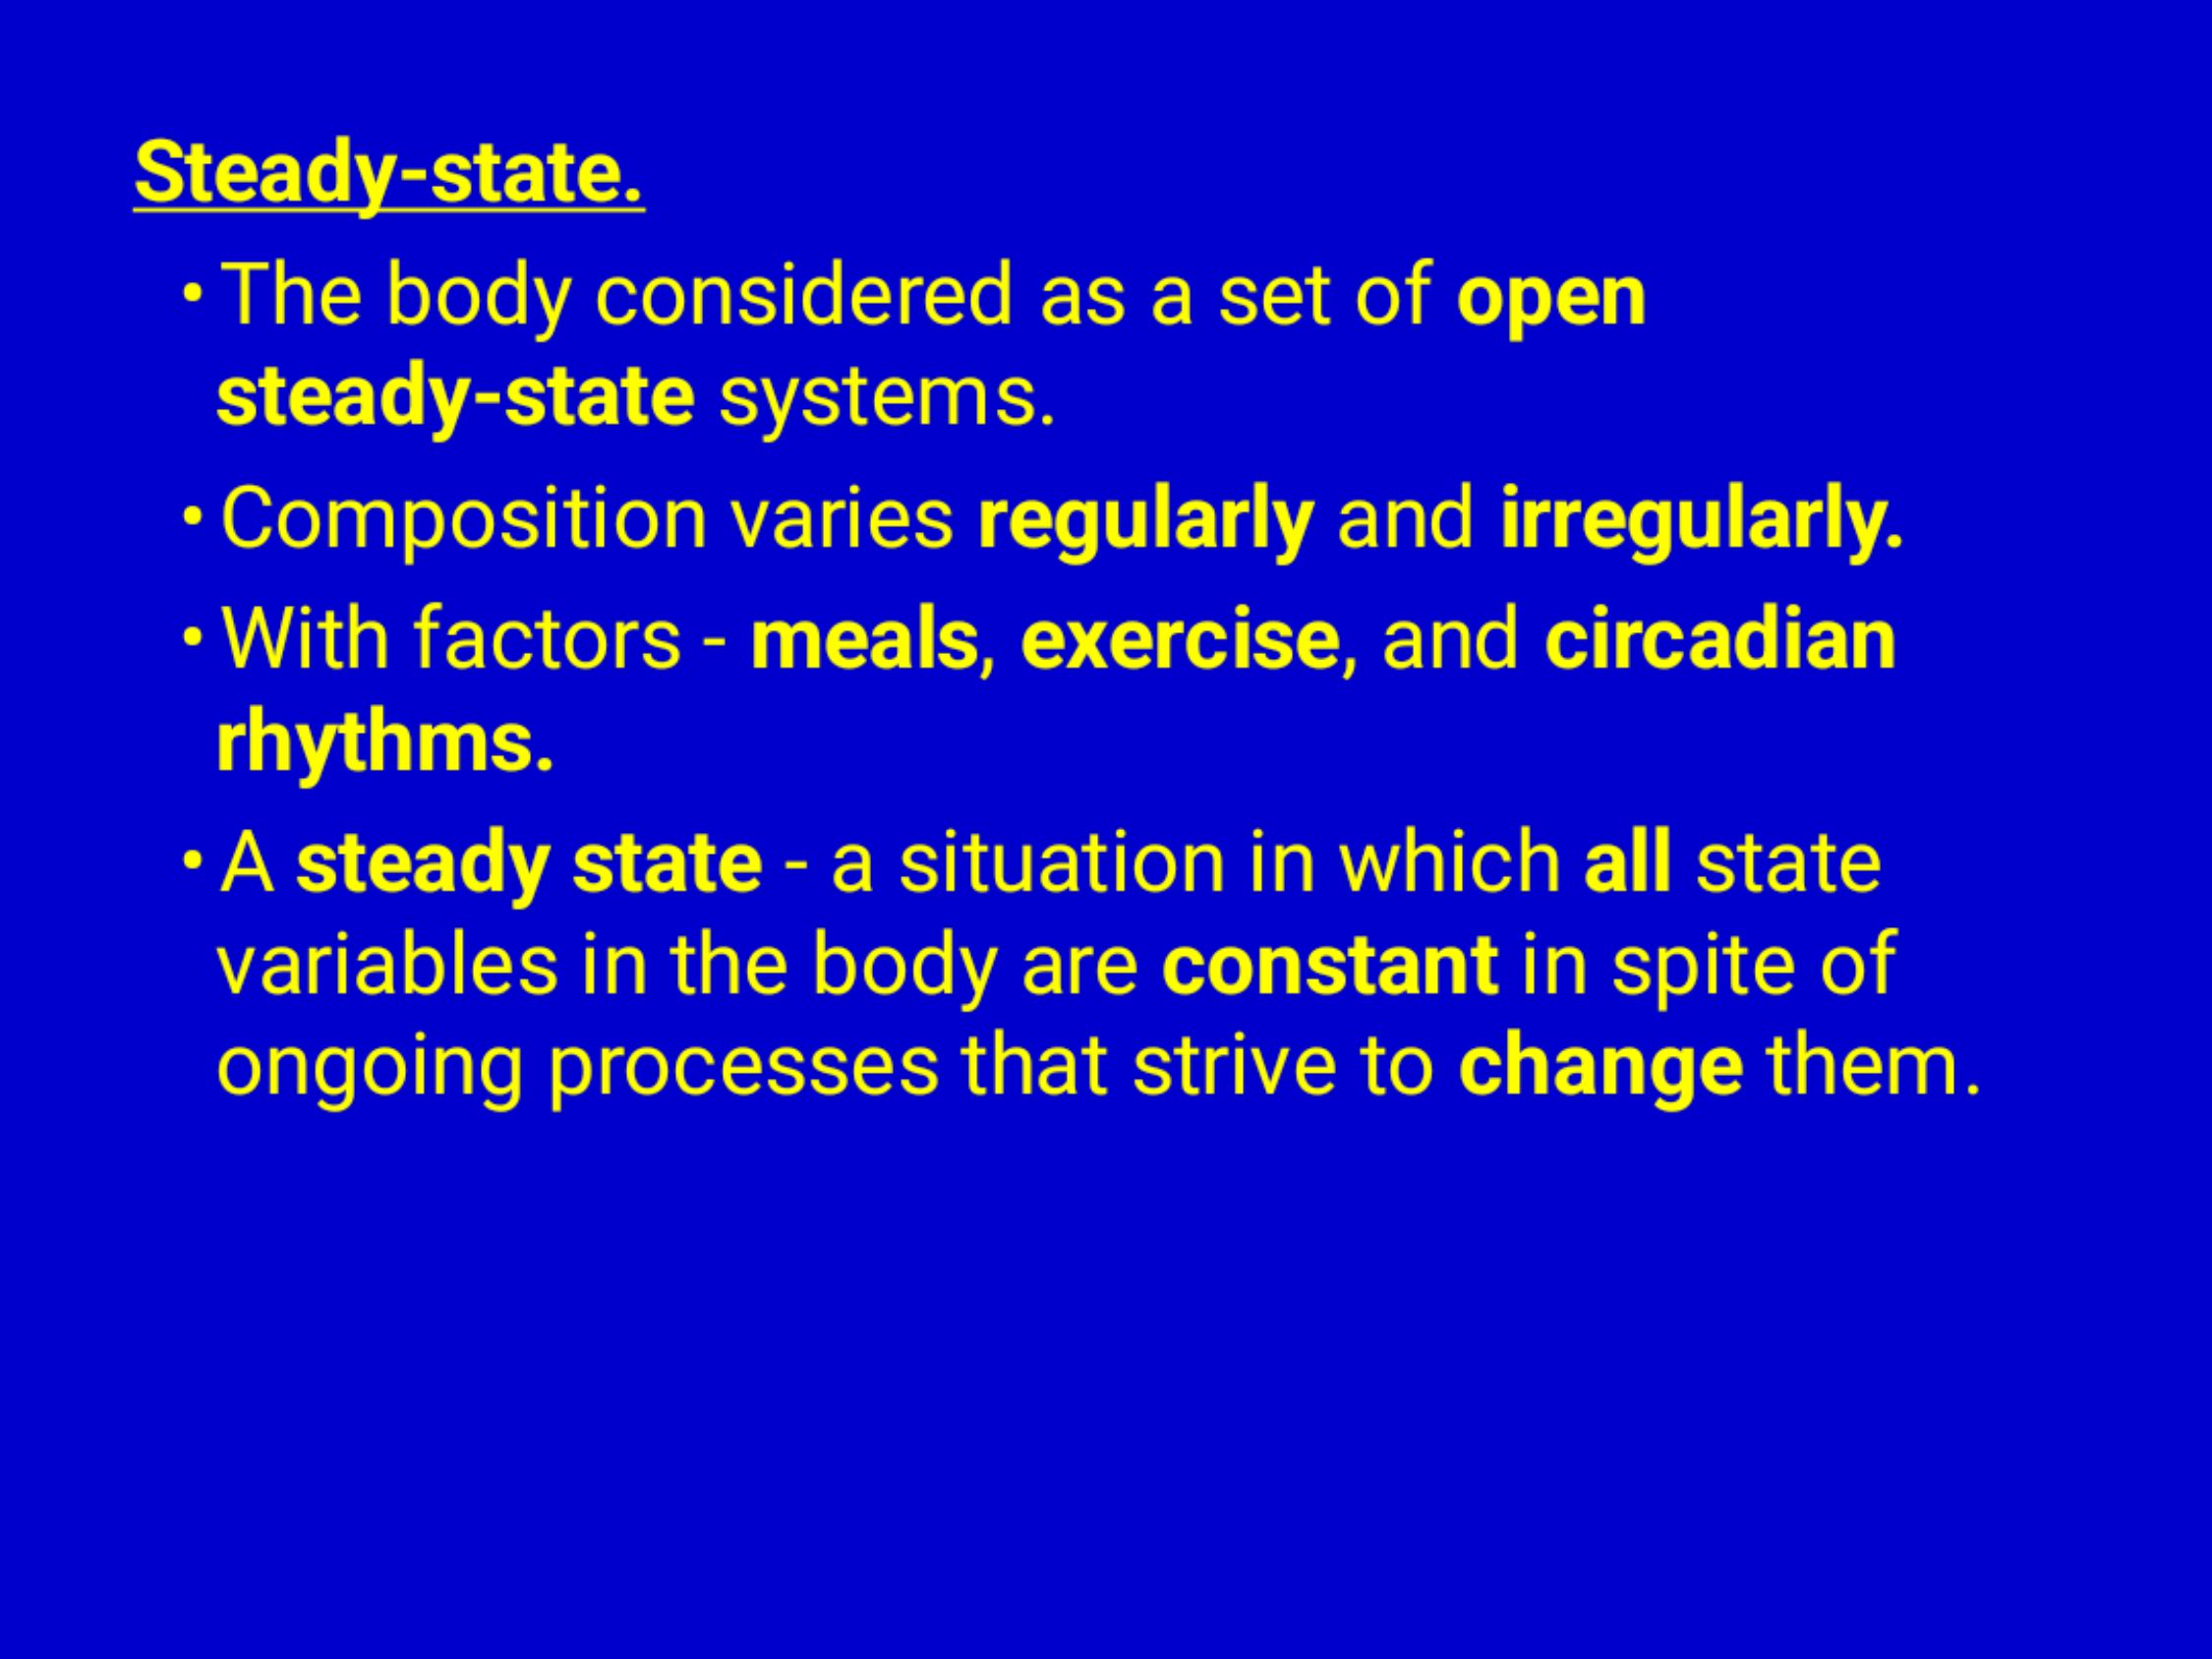 Steady-state.
• The body considered as a set of open
steady-state systems.
• Composition varies regularly and irregularly.
• With factors - meals, exercise, and circadian
rhythms.
• A steady state - a situation in which all state
variables in the body are constant in spite of
ongoing processes that strive to change them.